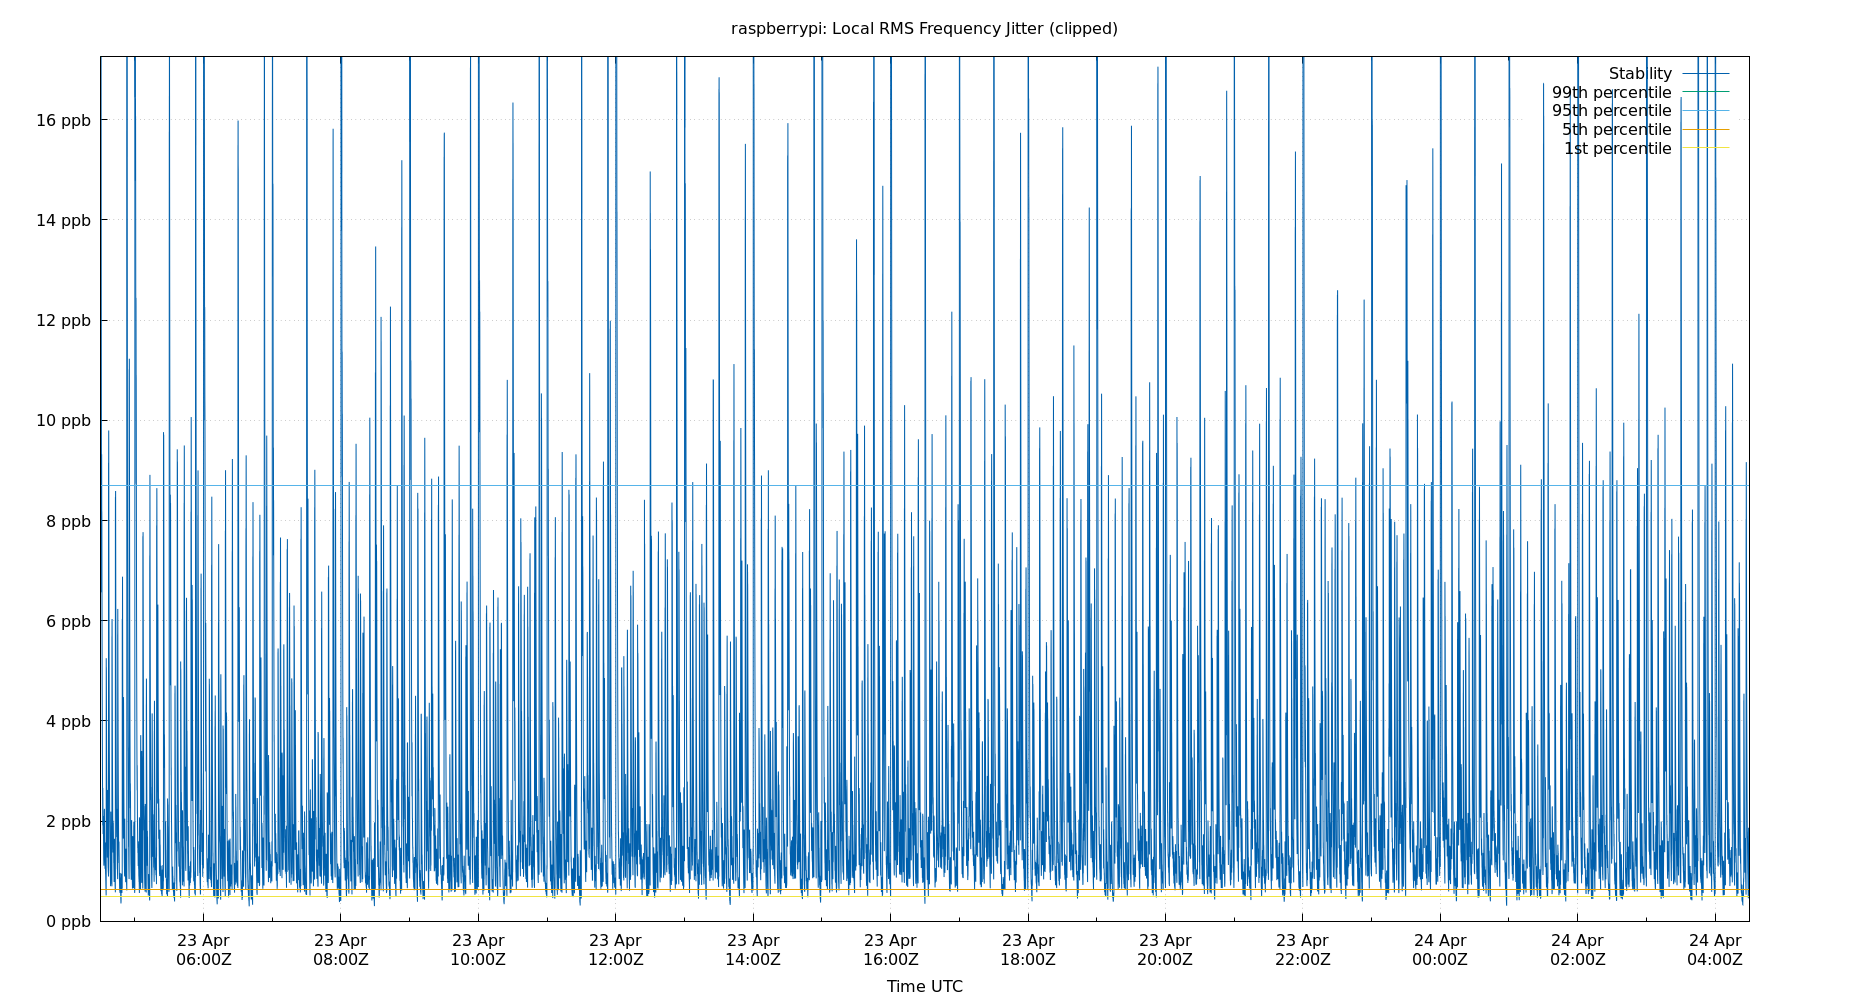 raspberrypi: Local RMS Frequency Jitter (clipped)
Stability
99th percentile
95th percentile
5th percentile
1st percentile
16 ppb
14 ppb
12 ppb
10 ppb
8 ppb
6 ppb
4 ppb
2 ppb
0 ppb
23 Apr 23 Apr 23 Apr 23 Apr 23 Apr 23 Apr 23 Apr 23 Apr 23 Apr 24 Apr 24 Apr 24 Apr
06:00Z 08:00Z 10:00Z 12:00Z 14:00Z 16:00Z 18:00Z 20:00Z 22:00Z 00:00Z 02:00Z 04:00Z
Time UTC